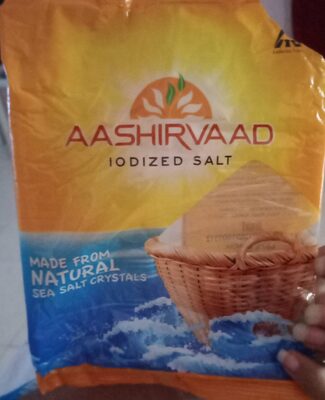 AASHIRVAAD
IODIZED SALT
MADE FROM
NATURAL
SEA SALT CRYSTALS